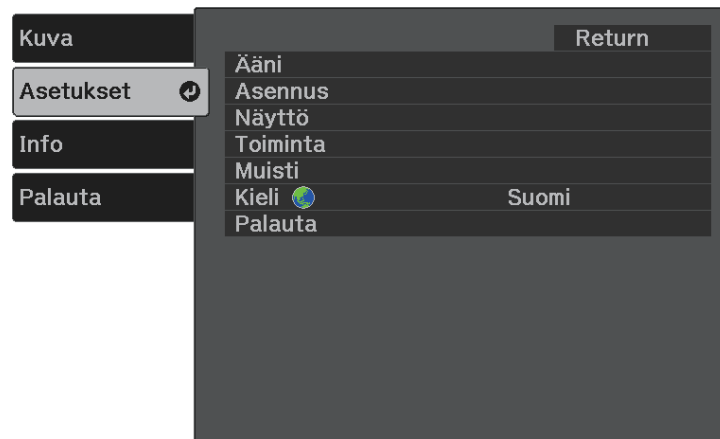 Kuva
Asetukset
Info
Palauta
Return
Ääni
Asennus
Näyttö
Toiminta
Muisti
Kieli Suomi
Palauta